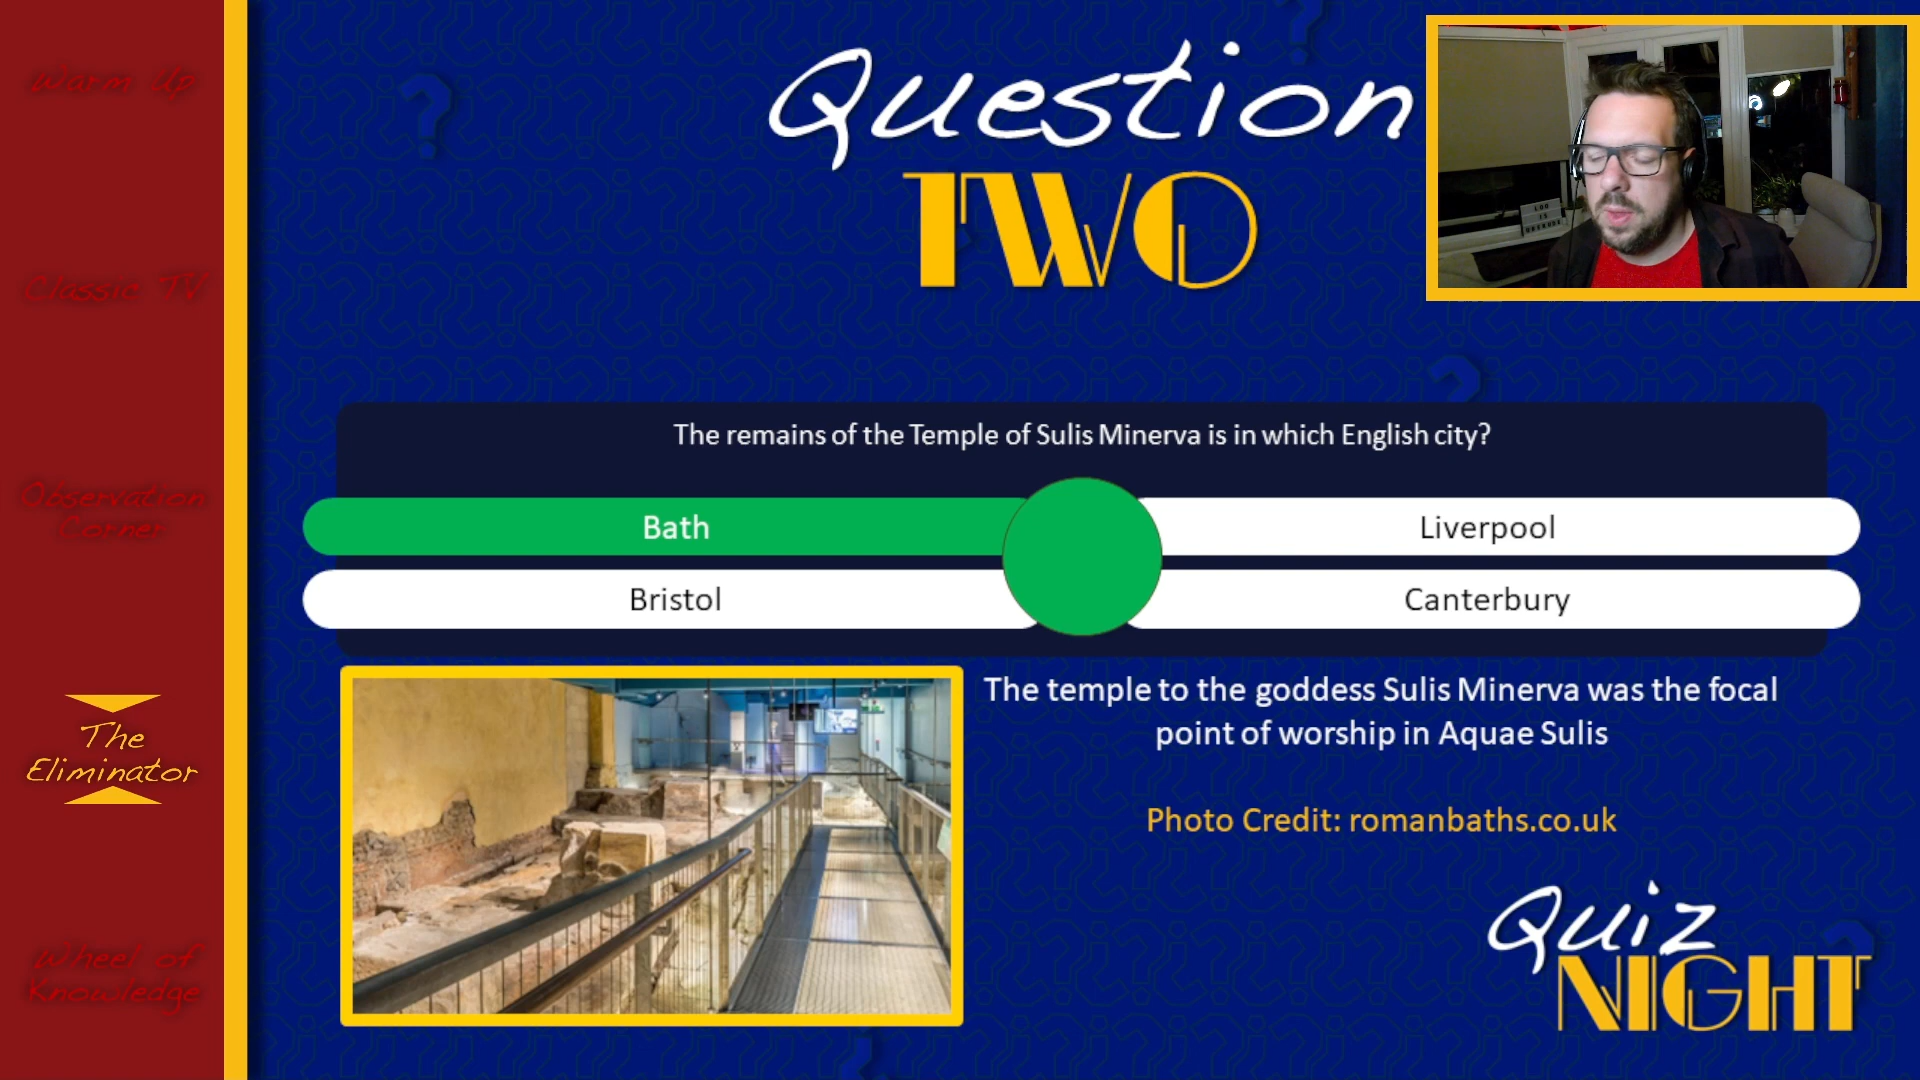 Warm Up
Classic TV
Observation
Corner
The
Eliminator
Wheel of
Knowledge
Question
TWO
The remains of the Temple of Sulis Minerva is in which English city?
Bath
Liverpool
Bristol
Canterbury
The temple to the goddess Sulis Minerva was the focal
point of worship in Aquae Sulis
Photo Credit: romanbaths.co.uk
Quiz
NIGHT